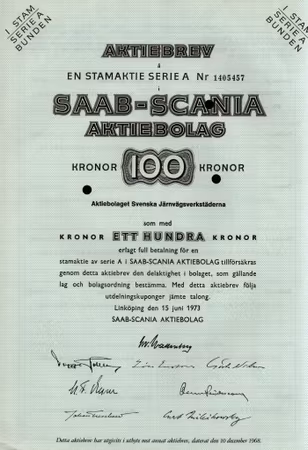 I STAM
SERIE A
BUNDEN
I STAM
SERIE A
BUNDEN
AKTIEBREV
å
EN STAMAKTIE SERIE A Nr 1405457
i
SAAB-SCANIA
AKTIEBOLAG
KRONOR 100 KRONOR
Aktiebolaget Svenska Järnvägsverkstäderna
som med
KRONOR ETT HUNDRA KRONOR
erlagt full betalning för en
stamaktie av serie A i SAAB-SCANIA AKTIEBOLAG tillförsäkras
genom detta aktiebrev den delaktighet i bolaget, som gällande
lag och bolagsordning bestämma. Med detta aktiebrev följa
utdelningskuponger jämte talong.
Linköping den 15 juni 1973
SAAB-SCANIA AKTIEBOLAG
Detta aktiebrev har utgivits i utbyte mot annat aktiebrev, daterat den 10 december 1968.